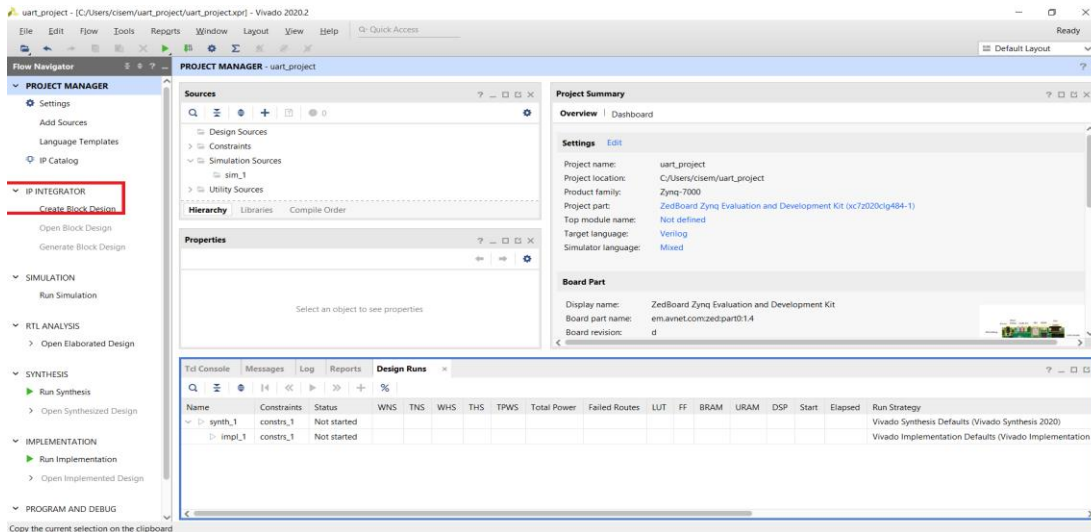 uart_project - [C:/Users/cisem/uart_project/uart_project.xpr] - Vivado 2020.2
File Edit Flow Tools Reports Window Layout View Help Q- Quick Access
Ready
Default Layout
Flow Navigator
PROJECT MANAGER
Settings
Add Sources
Language Templates
IP Catalog
IP INTEGRATOR
Create Block Design
Open Block Design
Generate Block Design
SIMULATION
Run Simulation
RTL ANALYSIS
Open Elaborated Design
SYNTHESIS
Run Synthesis
Open Synthesized Design
IMPLEMENTATION
Run Implementation
Open Implemented Design
PROGRAM AND DEBUG
PROJECT MANAGER - uart_project
Sources
0
Design Sources
Constraints
Simulation Sources
sim_1
Utility Sources
Hierarchy Libraries Compile Order
Properties
Select an object to see properties
Project Summary
Overview Dashboard
Settings Edit
Project name: uart_project
Project location: C:/Users/cisem/uart_project
Product family: Zynq-7000
Project part: ZedBoard Zynq Evaluation and Development Kit (xc7z020clg484-1)
Top module name: Not defined
Target language: Verilog
Simulator language: Mixed
Board Part
Display name: ZedBoard Zynq Evaluation and Development Kit
Board part name: em.avnet.com:zed:part0:1.4
Board revision: d
Tcl Console Messages Log Reports Design Runs
Name Constraints Status WNS TNS WHS THS TPWS Total Power Failed Routes LUT FF BRAM URAM DSP Start Elapsed Run Strategy
synth_1 constrs_1 Not started Vivado Synthesis Defaults (Vivado Synthesis 2020)
impl_1 constrs_1 Not started Vivado Implementation Defaults (Vivado Implementation
Copy the current selection on the clipboard